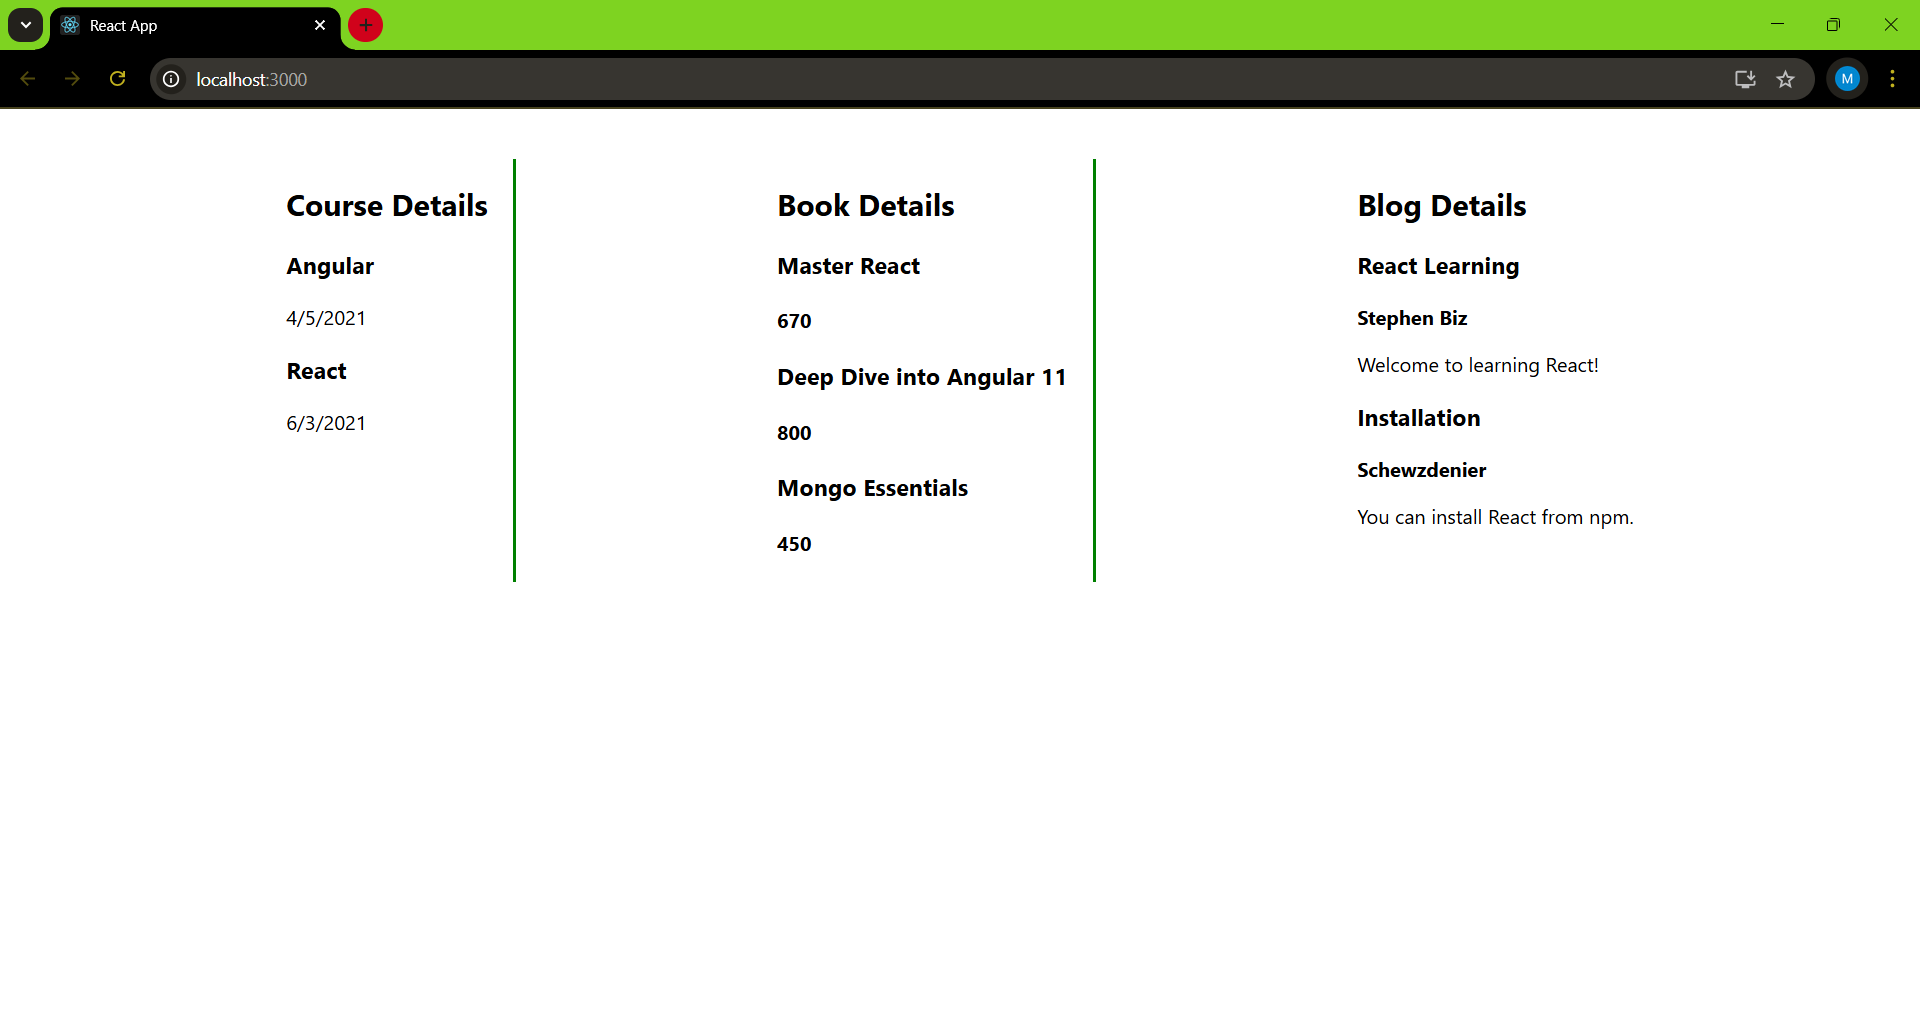 React App
localhost:3000
M
Course Details
Angular
4/5/2021
React
6/3/2021
Book Details
Master React
670
Deep Dive into Angular 11
800
Mongo Essentials
450
Blog Details
React Learning
Stephen Biz
Welcome to learning React!
Installation
Schewzdenier
You can install React from npm.